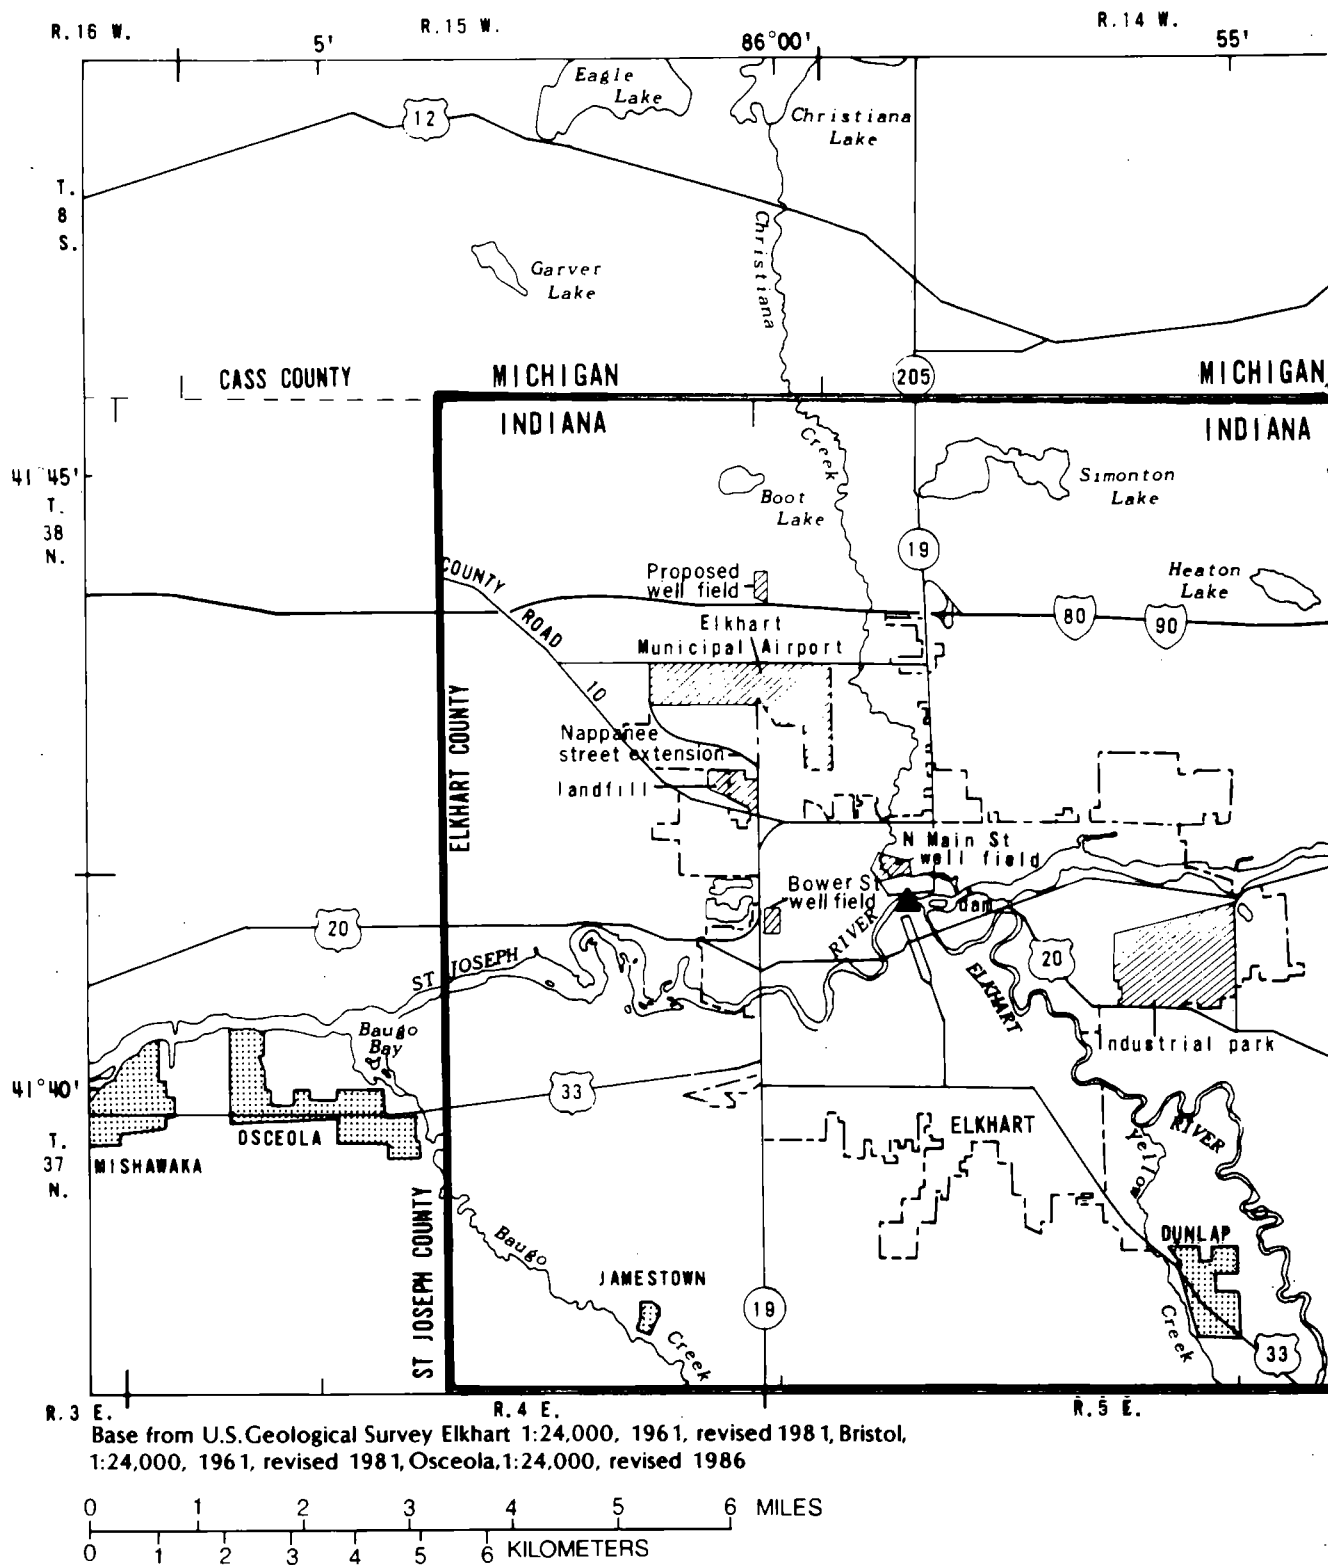 R.16 W.
R.15 W.
R.14 W.
5'
86°00'
55'
Eagle
Lake
12
Christiana
Lake
T.
8
S.
Christiana
Garver
Lake
CASS COUNTY
MICHIGAN
205
MICHIGAN
INDIANA
INDIANA
Creek
41°45'
T.
38
N.
Boot
Lake
Simonton
Lake
19
COUNTY
ROAD
10
Proposed
well field
Heaton
Lake
80
90
Elkhart
Municipal Airport
ELKHART COUNTY
Nappanee
street extension
landfill
N Main St
well field
Bower St
well field
dam
RIVER
20
ST JOSEPH
ELKHART
20
Baugo
Bay
Industrial park
41°40'
33
OSCEOLA
ELKHART
RIVER
Yellow
T.
37
N.
MISHAWAKA
ST JOSEPH COUNTY
Baugo
DUNLAP
JAMESTOWN
19
Creek
Creek
33
R.3 E.
R.4 E.
R.5 E.
Base from U.S. Geological Survey Elkhart 1:24,000, 1961, revised 1981, Bristol,
1:24,000, 1961, revised 1981, Osceola, 1:24,000, revised 1986
0 1 2 3 4 5 6 MILES
0 1 2 3 4 5 6 KILOMETERS